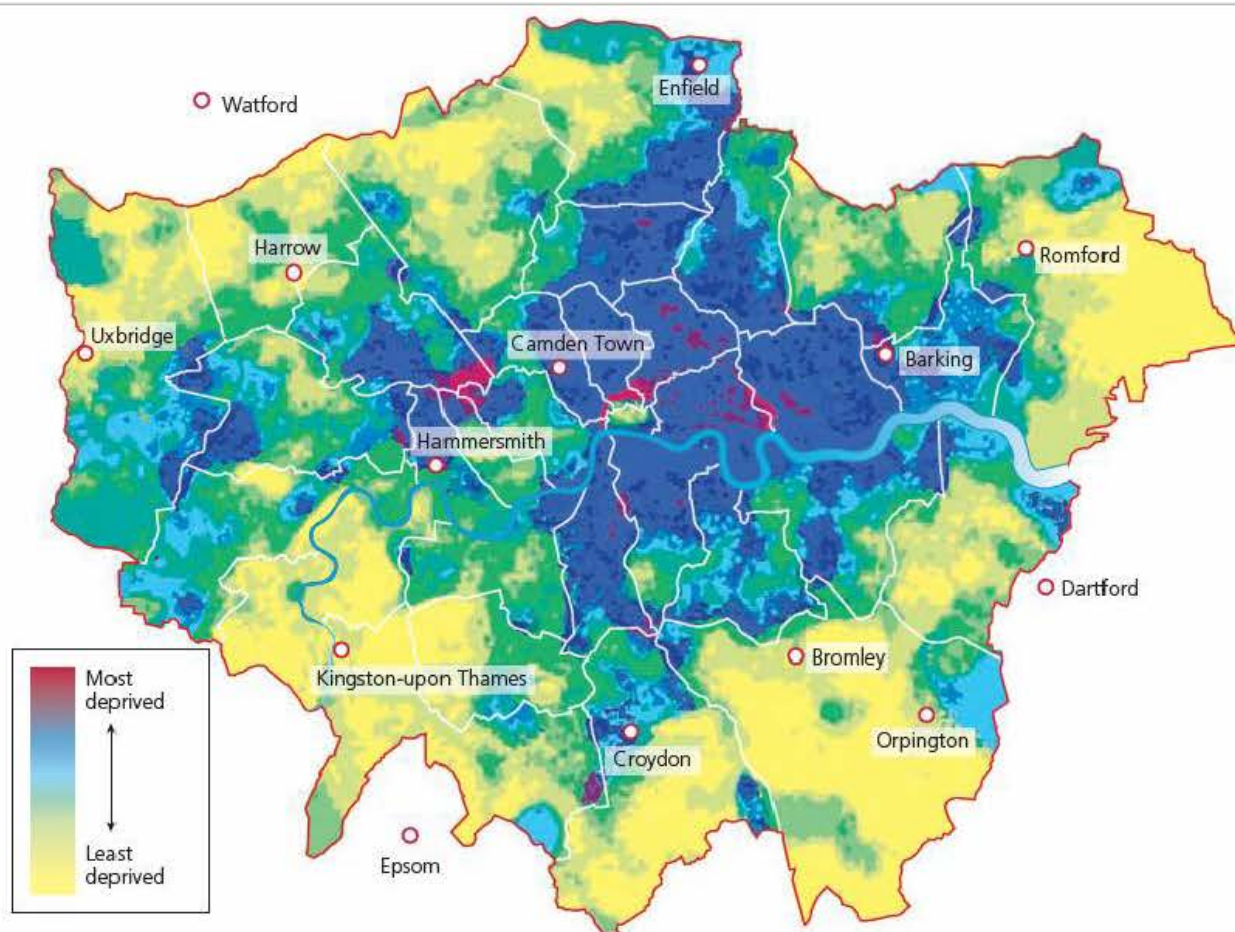 Enfield
Watford
Harrow
Romford
Uxbridge
Camden Town
Barking
Hammersmith
Dartford
Most
deprived
Kingston-upon Thames
Bromley
Orpington
Croydon
Least
deprived
Epsom